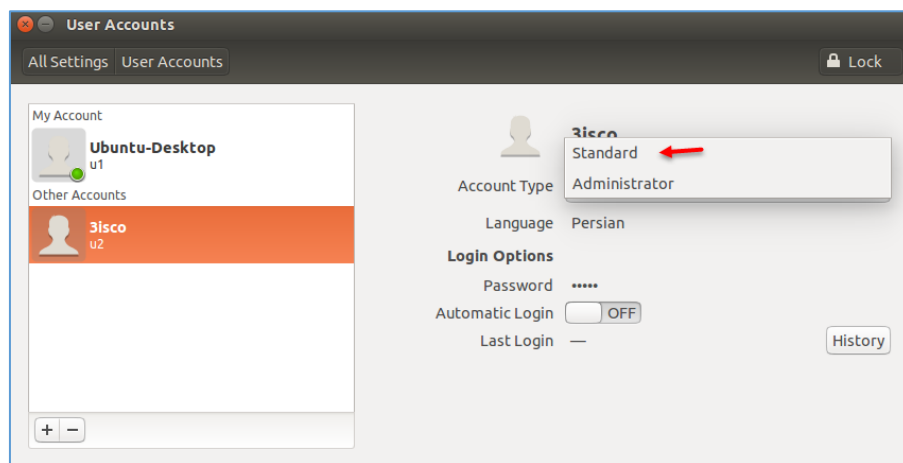 User Accounts
All Settings User Accounts
Lock
My Account
Ubuntu-Desktop
u1
Other Accounts
3isco
u2
3isco
Account Type
Standard
Administrator
Language Persian
Login Options
Password •••••
Automatic Login OFF
Last Login —
History
+ −